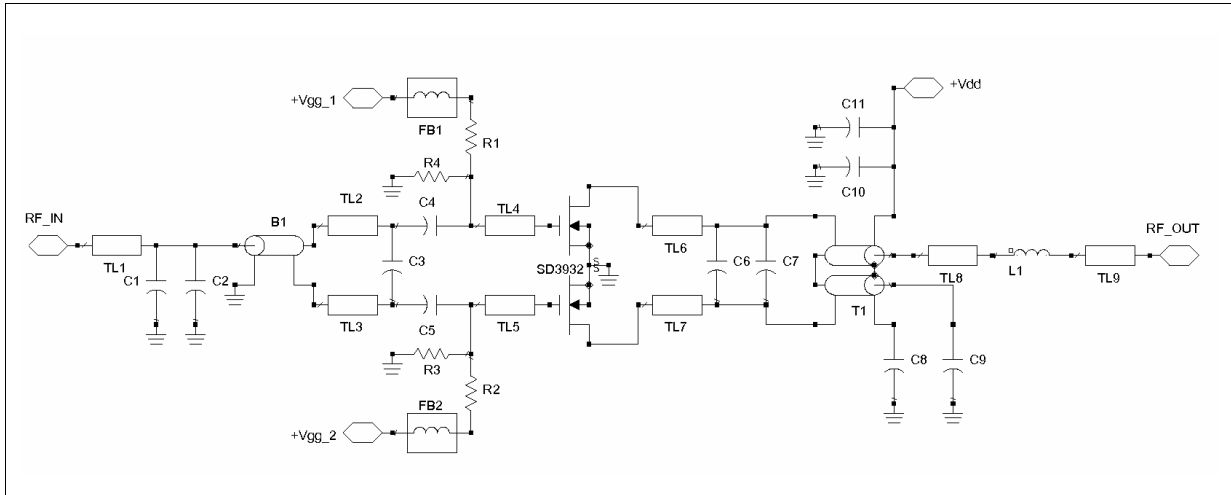 +Vgg_1
FB1
R1
R4
C4
TL2
TL4
RF_IN
B1
TL1
C1
C2
C3
TL3
C5
TL5
R3
R2
FB2
+Vgg_2
SD3932
S
S
TL6
TL7
C6
C7
+Vdd
C11
C10
T1
TL8
L1
TL9
RF_OUT
C8
C9